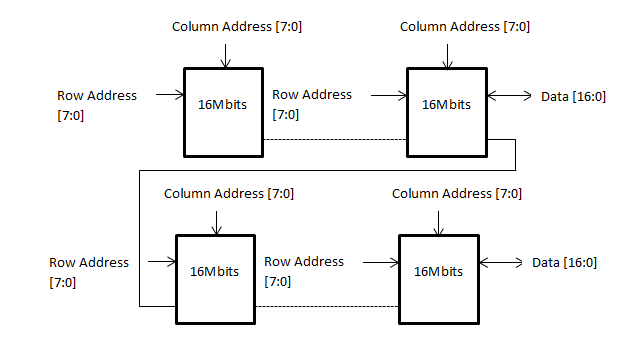 Column Address [7:0]
Column Address [7:0]
Row Address
[7:0]
16Mbits
Row Address
[7:0]
16Mbits
Data [16:0]
Column Address [7:0]
Column Address [7:0]
Row Address
[7:0]
16Mbits
Row Address
[7:0]
16Mbits
Data [16:0]